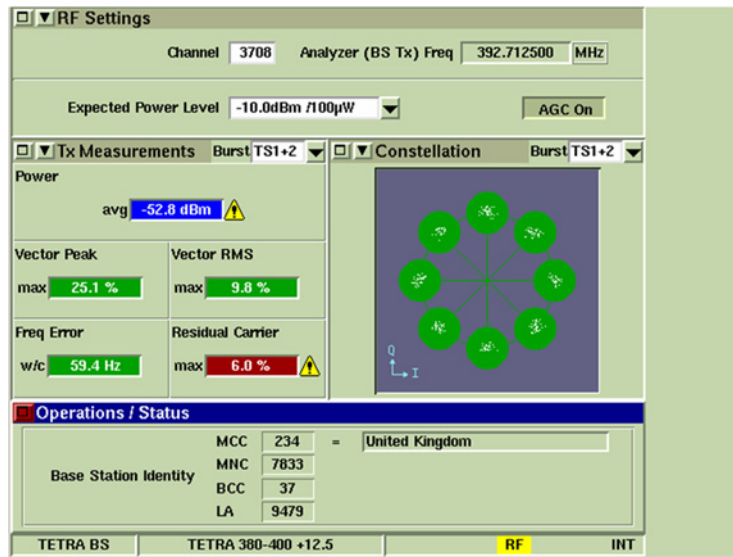 RF Settings
Channel 3708 Analyzer (BS Tx) Freq 392.712500 MHz
Expected Power Level -10.0dBm /100µW AGC On
Tx Measurements Burst TS1+2
Power
avg -52.8 dBm
Vector Peak Vector RMS
max 25.1 % max 9.8 %
Freq Error Residual Carrier
w/c 59.4 Hz max 6.0 %
Constellation Burst TS1+2
Q
I
Operations / Status
MCC 234 = United Kingdom
MNC 7833
Base Station Identity
BCC 37
LA 9479
TETRA BS TETRA 380-400 +12.5 RF INT